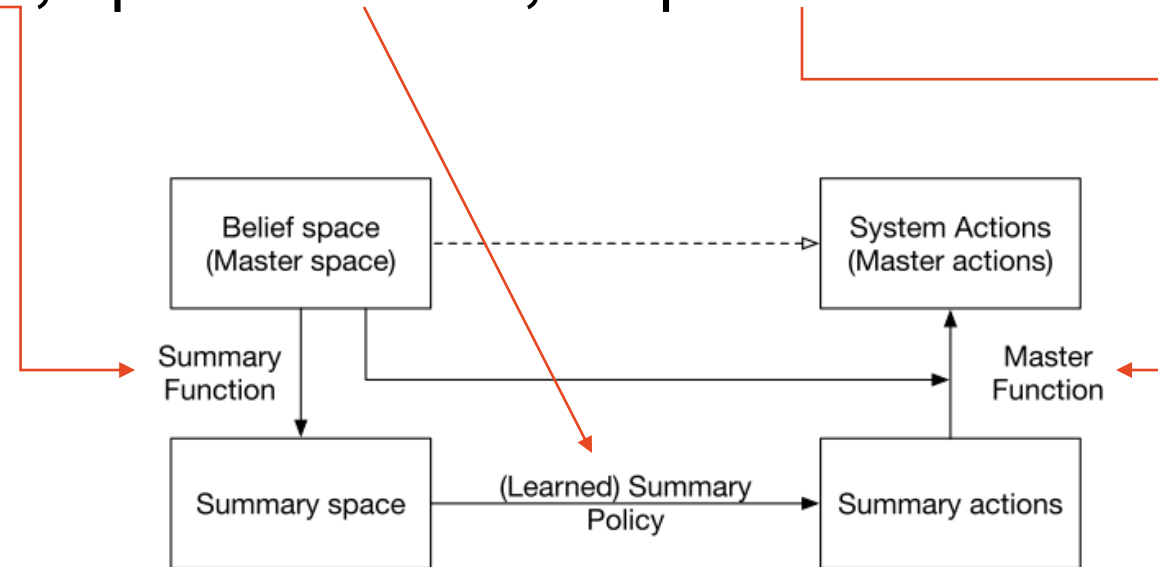 Belief space
(Master space)
System Actions
(Master actions)
Summary
Function
Master
Function
Summary space
(Learned) Summary
Policy
Summary actions